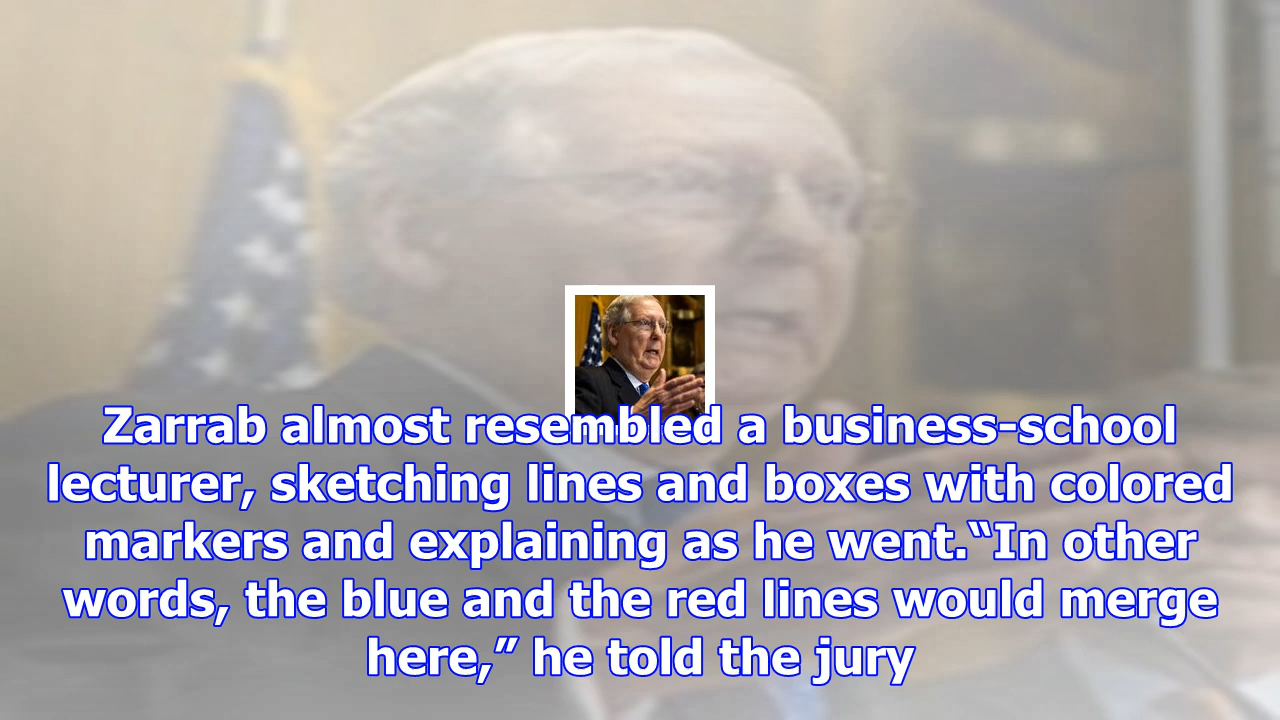 Zarrab almost resembled a business-school
lecturer, sketching lines and boxes with colored
markers and explaining as he went.“In other
words, the blue and the red lines would merge
here,” he told the jury